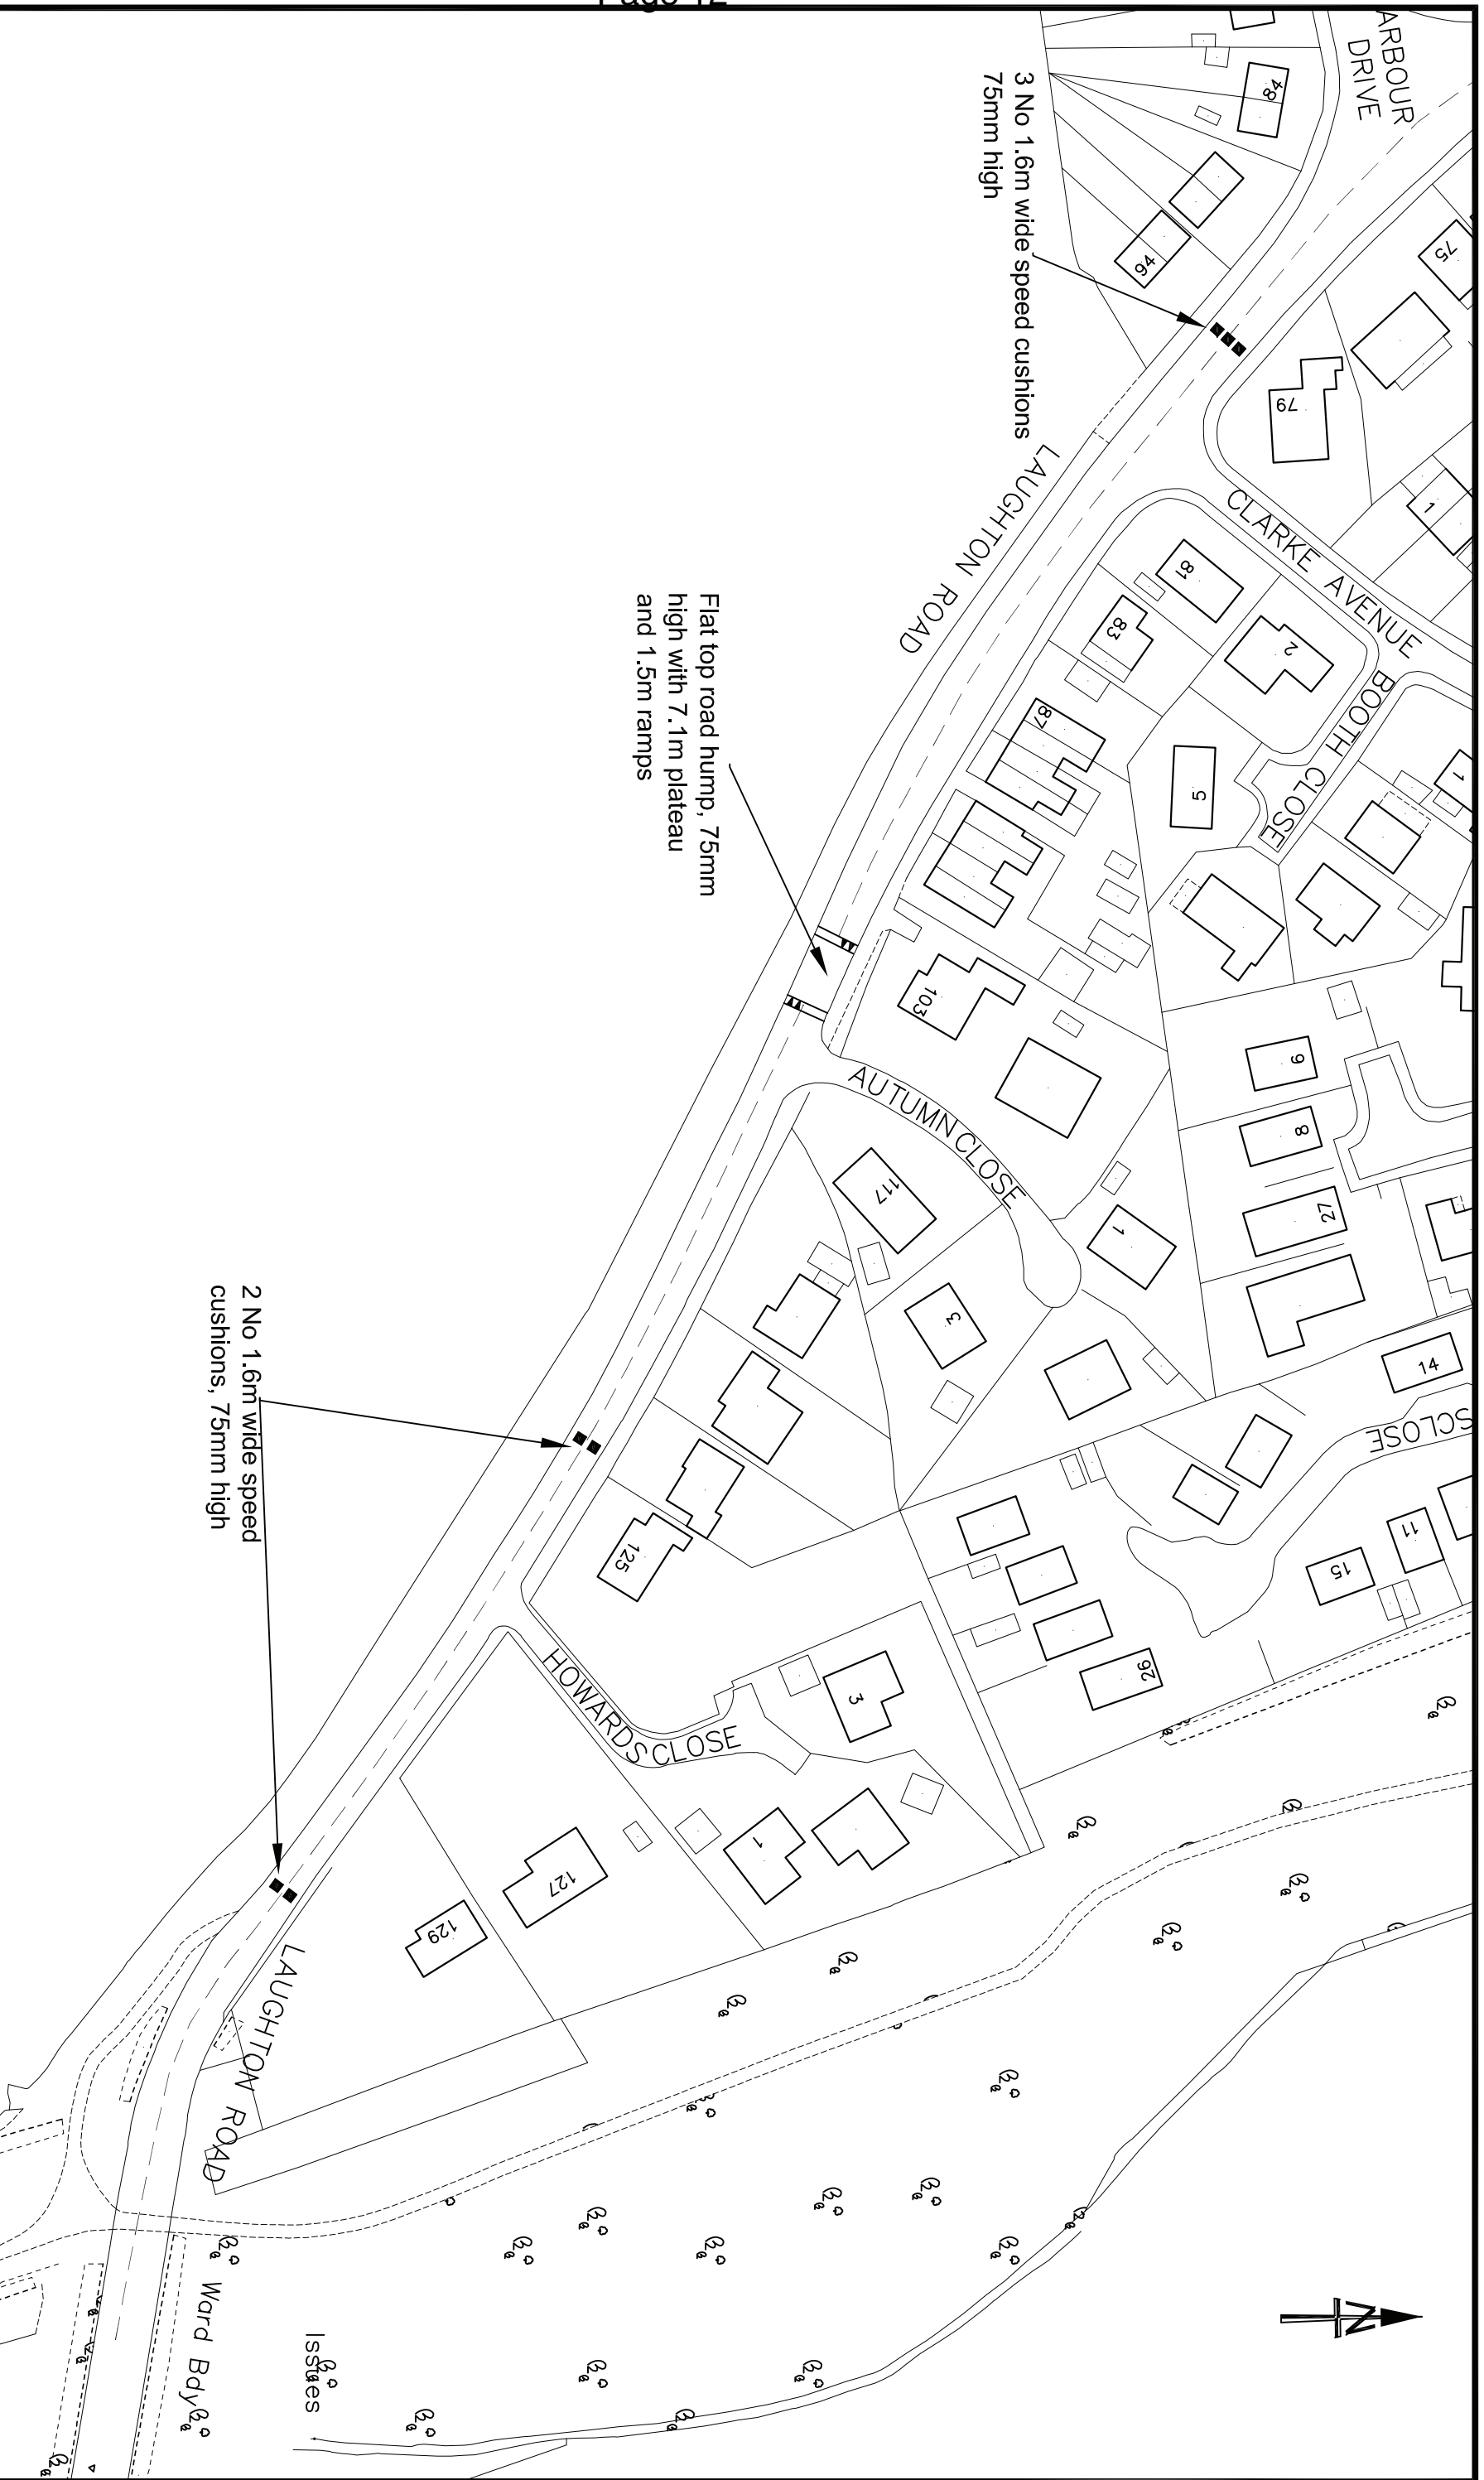 ARBOUR
DRIVE
84
94
3 No 1.6m wide speed cushions
75mm high
75
79
1
CLARKE AVENUE
LAUGHTON ROAD
81
83
2
87
BOOTH CLOSE
5
1
Flat top road hump, 75mm
high with 7.1m plateau
and 1.5m ramps
103
9
8
27
AUTUMN CLOSE
117
1
3
14
SCLOSE
11
15
2 No 1.6m wide speed
cushions, 75mm high
125
26
HOWARDS CLOSE
3
1
127
129
LAUGHTON ROAD
Ward Bdy
Issues
N